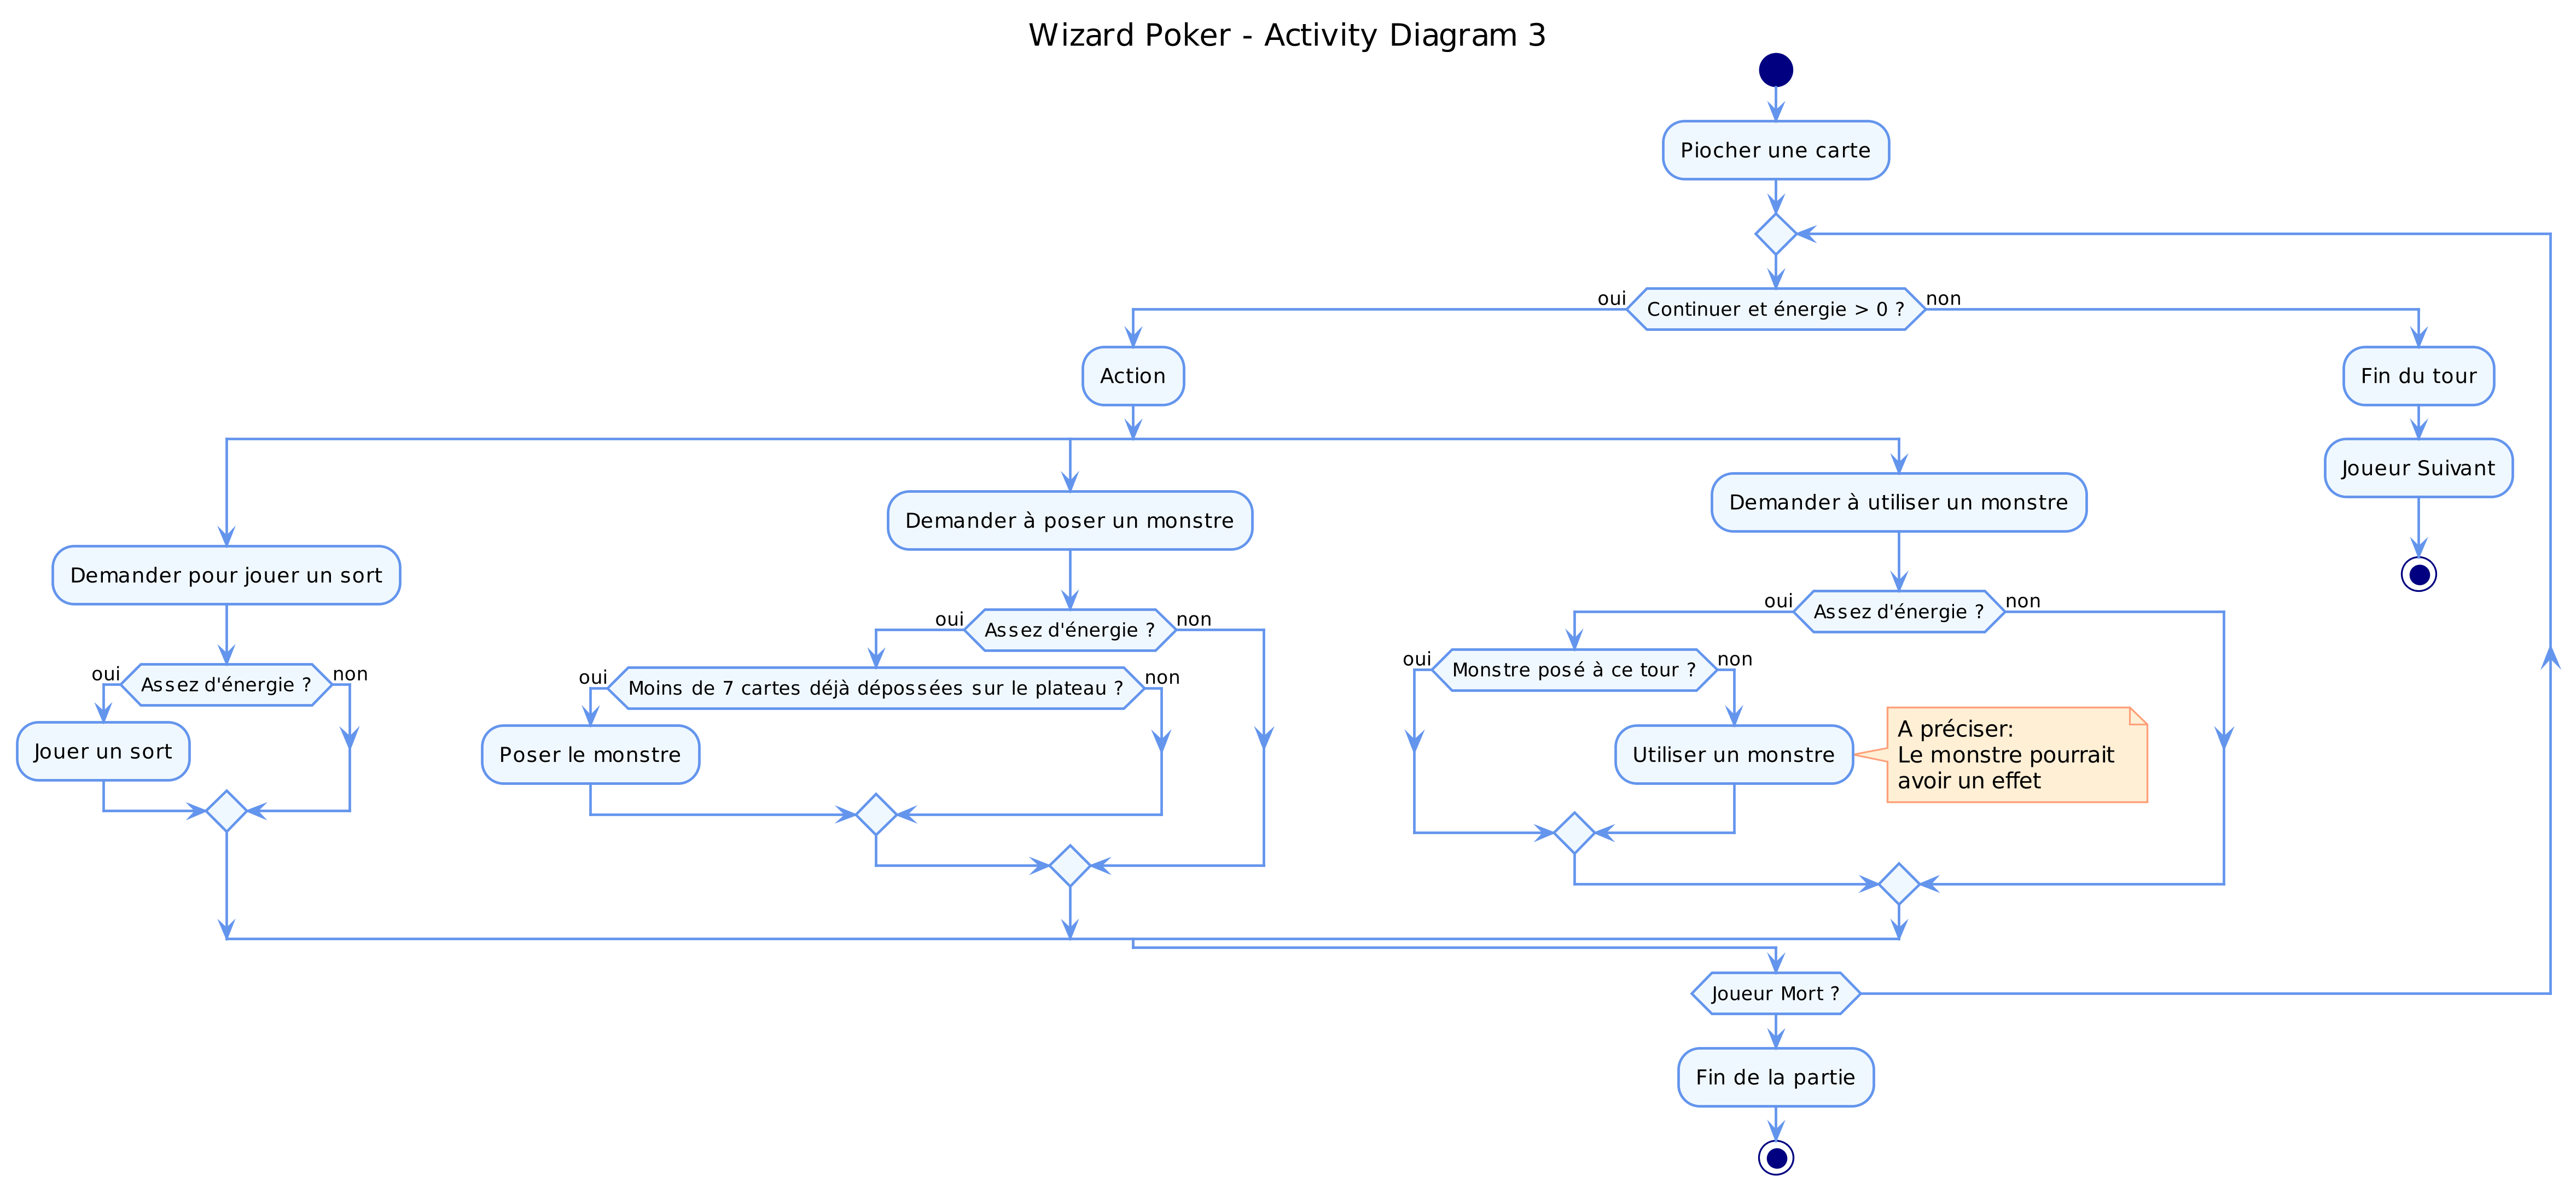 Wizard Poker - Activity Diagram 3
Piocher une carte
oui
Continuer et énergie > 0 ?
non
Action
Fin du tour
Joueur Suivant
Demander pour jouer un sort
oui
Assez d'énergie ?
non
Jouer un sort
Demander à poser un monstre
oui
Assez d'énergie ?
non
oui
Moins de 7 cartes déjà dépossées sur le plateau ?
non
Poser le monstre
Demander à utiliser un monstre
oui
Assez d'énergie ?
non
oui
Monstre posé à ce tour ?
non
Utiliser un monstre
A préciser:
Le monstre pourrait
avoir un effet
Joueur Mort ?
Fin de la partie